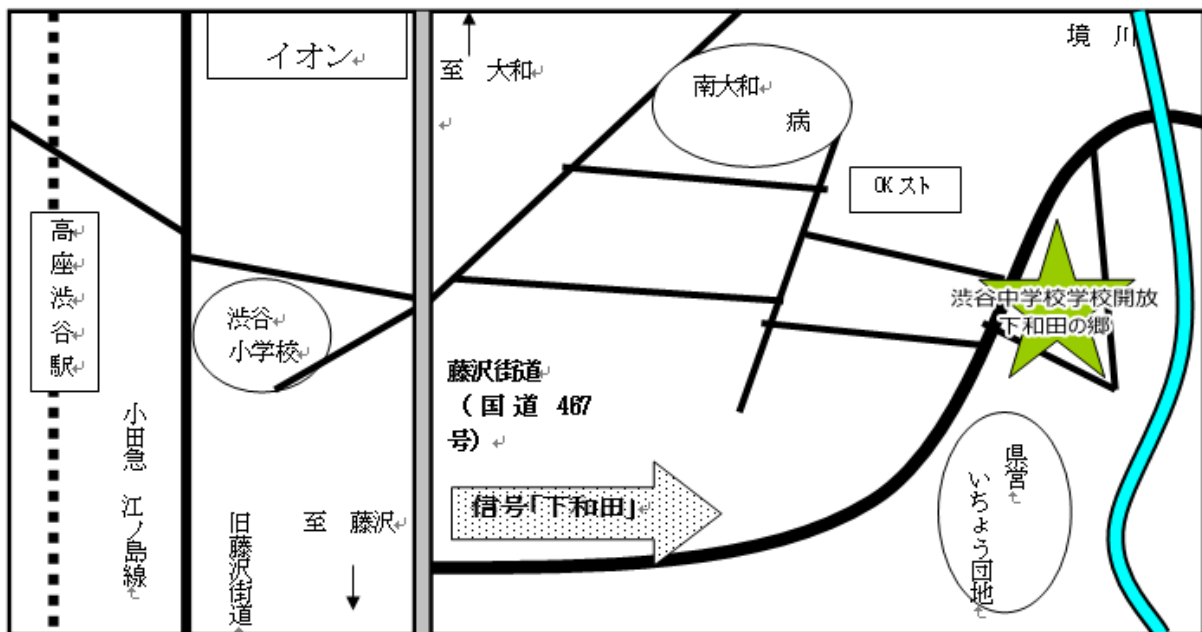 イオン
至 大和
境 川
南大和
病
OKスト
高座渋谷駅
渋谷
小学校
渋谷中学校学校開放
下和田の郷
藤沢街道
(国道 467
号)
小田急 江ノ島線
旧藤沢街道
至 藤沢
信号「下和田」
県営
いちょう団地